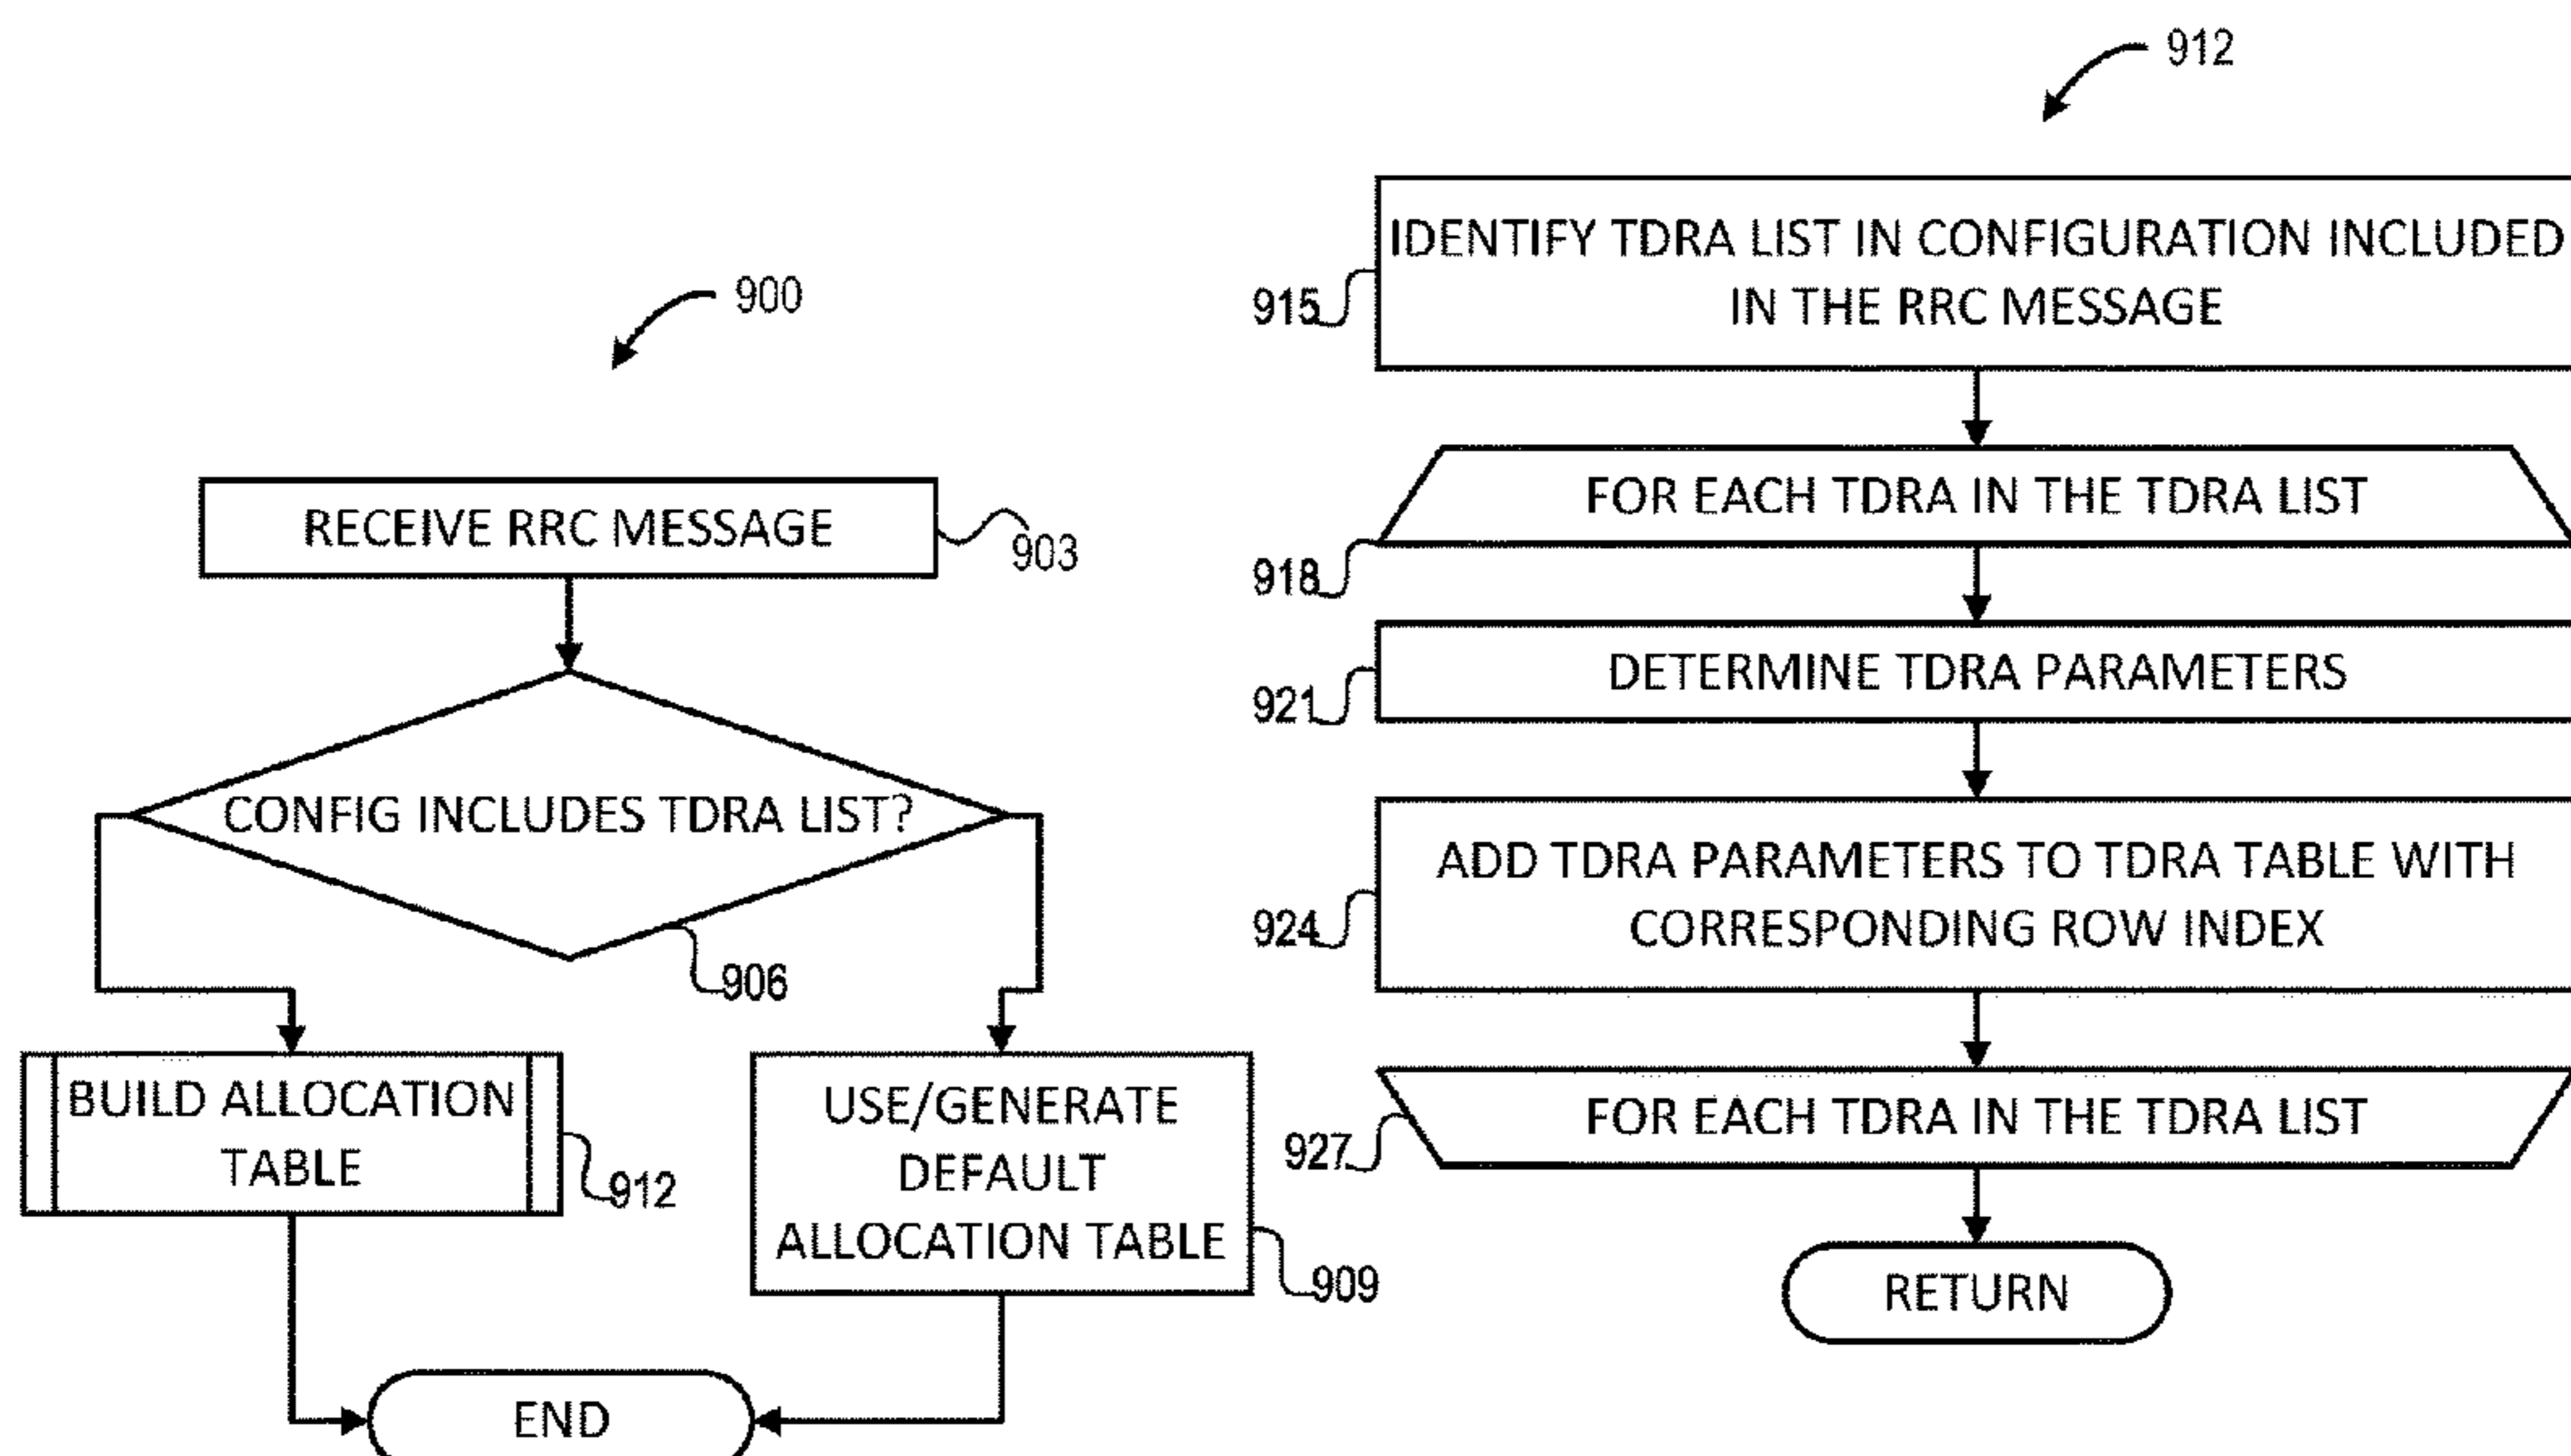 900
RECEIVE RRC MESSAGE
903
CONFIG INCLUDES TDRA LIST?
906
BUILD ALLOCATION
TABLE
912
USE/GENERATE
DEFAULT
ALLOCATION TABLE
909
END
912
IDENTIFY TDRA LIST IN CONFIGURATION INCLUDED
IN THE RRC MESSAGE
915
FOR EACH TDRA IN THE TDRA LIST
918
DETERMINE TDRA PARAMETERS
921
ADD TDRA PARAMETERS TO TDRA TABLE WITH
CORRESPONDING ROW INDEX
924
FOR EACH TDRA IN THE TDRA LIST
927
RETURN